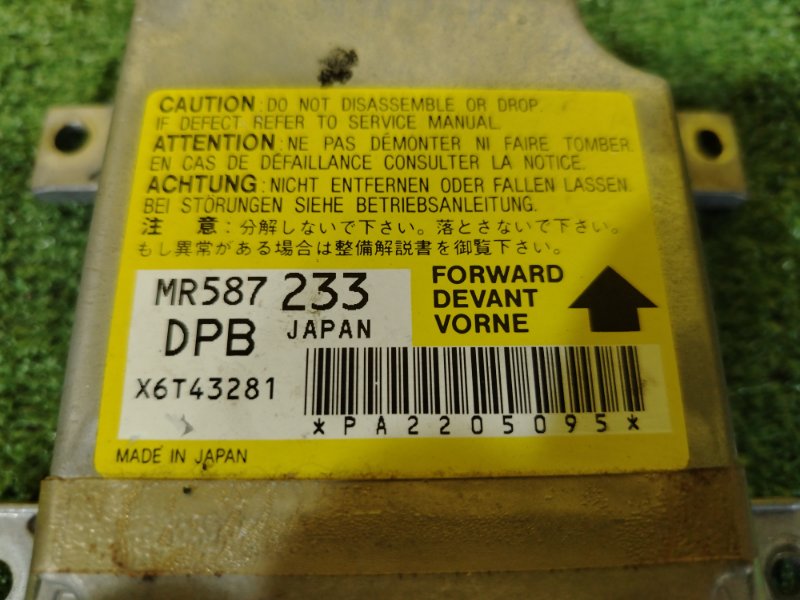 CAUTION: DO NOT DISASSEMBLE OR DROP.
IF DEFECT REFER TO SERVICE MANUAL.
ATTENTION: NE PAS DÉMONTER NI FAIRE TOMBER.
EN CAS DE DÉFAILLANCE CONSULTER LA NOTICE.
ACHTUNG: NICHT ENTFERNEN ODER FALLEN LASSEN.
BEI STÖRUNGEN SIEHE BETRIEBSANLEITUNG.
注 意:分解しないで下さい。落とさないで下さい。
もし異常がある場合は整備解説書を御覧下さい。
MR587 233
DPB JAPAN
X6T43281
FORWARD
DEVANT
VORNE
*PA2205095*
MADE IN JAPAN